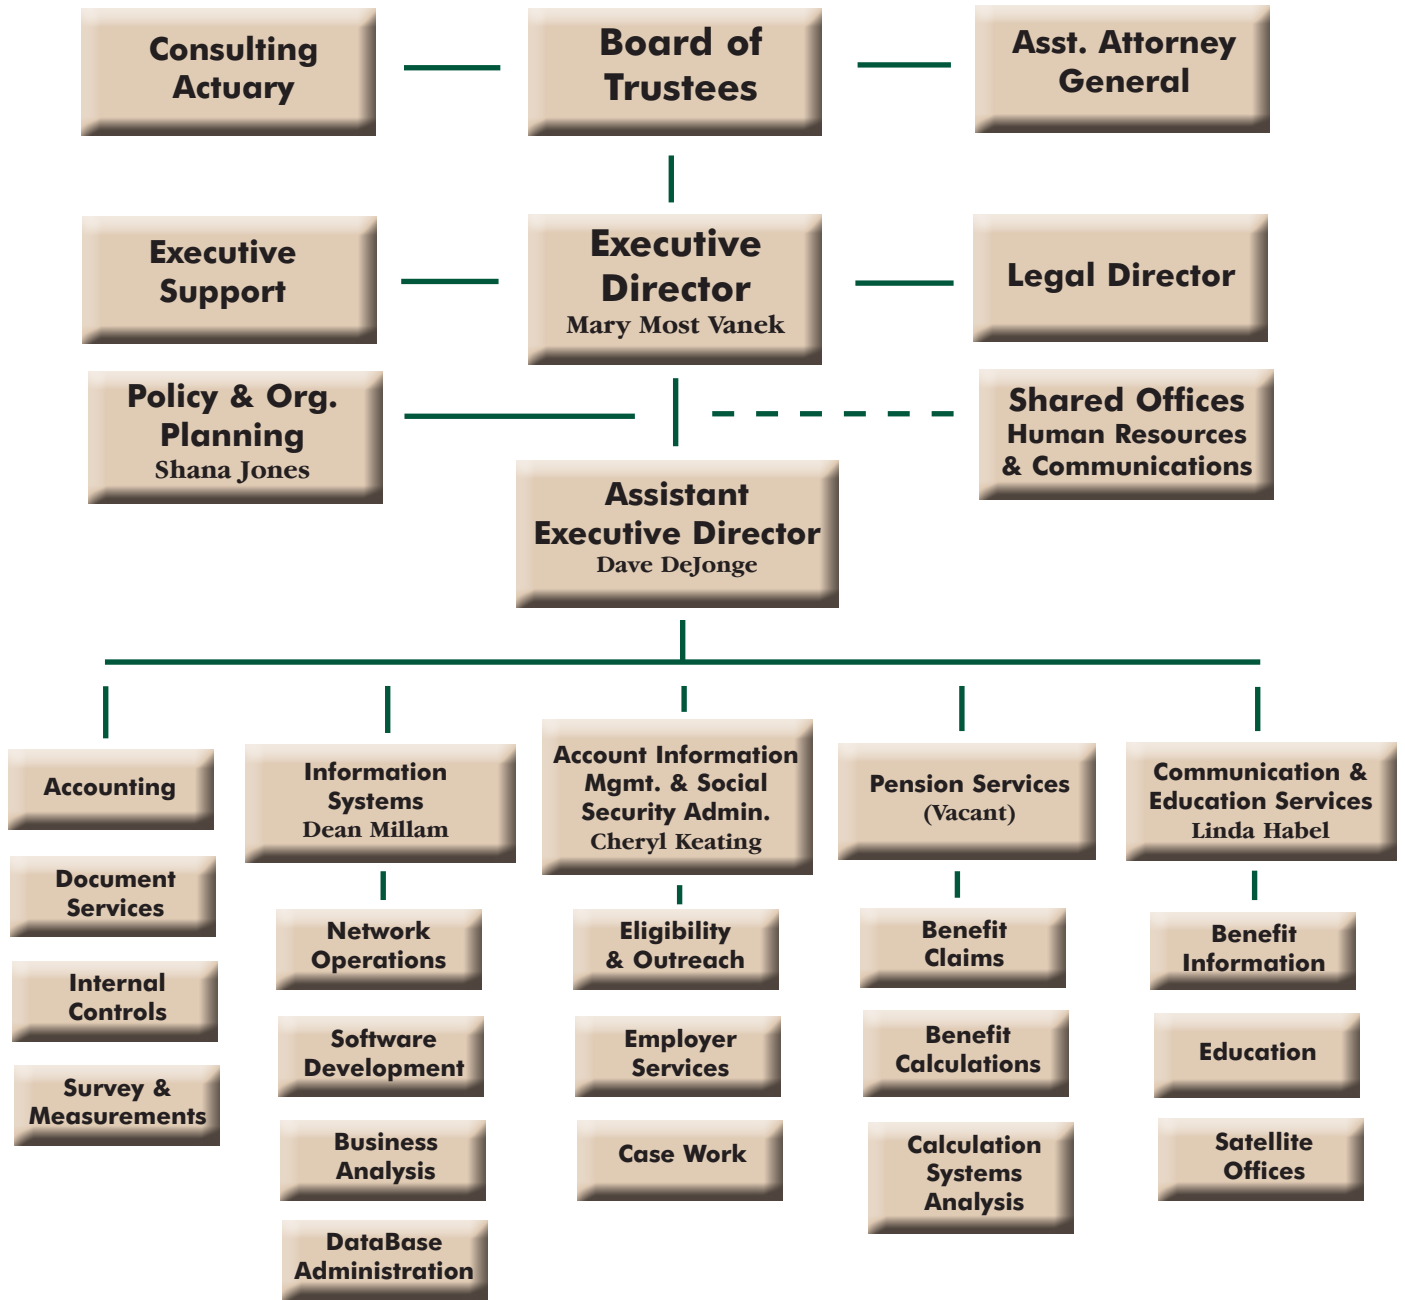 Consulting
Actuary
Board of
Trustees
Asst. Attorney
General
Executive
Support
Executive
Director
Mary Most Vanek
Legal Director
Policy & Org.
Planning
Shana Jones
Shared Offices
Human Resources
& Communications
Assistant
Executive Director
Dave DeJonge
Accounting
Document
Services
Internal
Controls
Survey &
Measurements
Information
Systems
Dean Millam
Network
Operations
Software
Development
Business
Analysis
DataBase
Administration
Account Information
Mgmt. & Social
Security Admin.
Cheryl Keating
Eligibility
& Outreach
Employer
Services
Case Work
Pension Services
(Vacant)
Benefit
Claims
Benefit
Calculations
Calculation
Systems
Analysis
Communication &
Education Services
Linda Habel
Benefit
Information
Education
Satellite
Offices